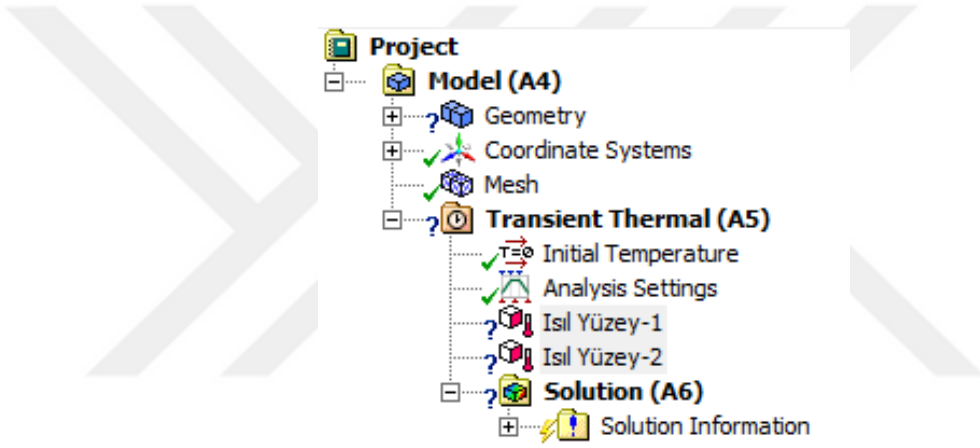 Project
Model (A4)
Geometry
Coordinate Systems
Mesh
Transient Thermal (A5)
T=0 Initial Temperature
Analysis Settings
Isıl Yüzey-1
Isıl Yüzey-2
Solution (A6)
Solution Information